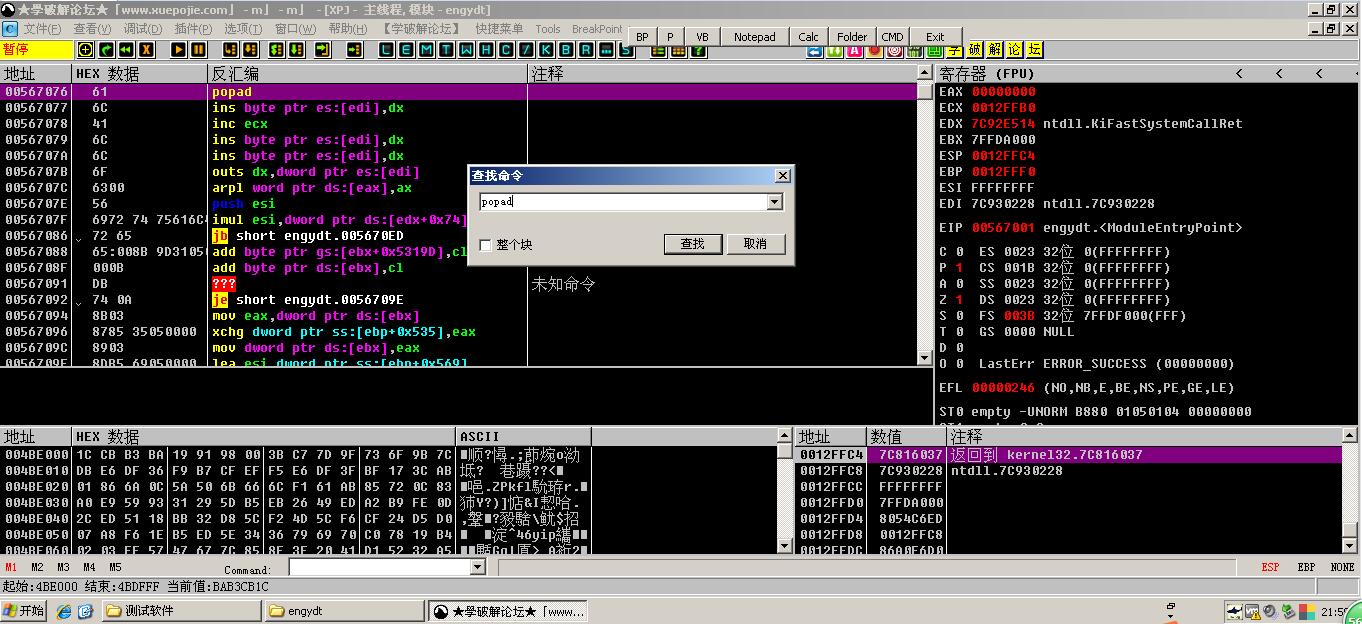 ★學破解论坛★「www.xuepojie.com」 - m」 - m」 - [XPJ - 主线程, 模块 - engydt]
文件(F) 查看(V) 调试(D) 插件(P) 选项(T) 窗口(W) 帮助(H) 【学破解论坛】 快捷菜单 Tools BreakPoint
BP P VB Notepad Calc Folder CMD Exit
暂停 L E M T W H C / K B R ... S 学 破 解 论 坛
地址 HEX 数据 反汇编 注释
00567076 61 popad
00567077 6C ins byte ptr es:[edi],dx
00567078 41 inc ecx
00567079 6C ins byte ptr es:[edi],dx
0056707A 6C ins byte ptr es:[edi],dx
0056707B 6F outs dx,dword ptr es:[edi]
0056707C 6300 arpl word ptr ds:[eax],ax
0056707E 56 push esi
0056707F 6972 74 75616C imul esi,dword ptr ds:[edx+0x74]
00567086 72 65 jb short engydt.005670ED
00567088 65:008B 9D3105 add byte ptr gs:[ebx+0x5319D],cl
0056708F 000B add byte ptr ds:[ebx],cl
00567091 DB ??? 未知命令
00567092 74 0A je short engydt.0056709E
00567094 8B03 mov eax,dword ptr ds:[ebx]
00567096 8785 35050000 xchg dword ptr ss:[ebp+0x535],eax
0056709C 8903 mov dword ptr ds:[ebx],eax
0056709E 8DB5 69050000 lea esi,dword ptr ss:[ebp+0x569]
查找命令
popad
整个块 查找 取消
寄存器 (FPU) < < < <
EAX 00000000
ECX 0012FFB0
EDX 7C92E514 ntdll.KiFastSystemCallRet
EBX 7FFDA000
ESP 0012FFC4
EBP 0012FFF0
ESI FFFFFFFF
EDI 7C930228 ntdll.7C930228
EIP 00567001 engydt.<ModuleEntryPoint>
C 0 ES 0023 32位 0(FFFFFFFF)
P 1 CS 001B 32位 0(FFFFFFFF)
A 0 SS 0023 32位 0(FFFFFFFF)
Z 1 DS 0023 32位 0(FFFFFFFF)
S 0 FS 003B 32位 7FFDF000(FFF)
T 0 GS 0000 NULL
D 0
O 0 LastErr ERROR_SUCCESS (00000000)
EFL 00000246 (NO,NB,E,BE,NS,PE,GE,LE)
ST0 empty -UNORM B880 01050104 00000000
地址 HEX 数据 ASCII
004BE000 1C CB B3 BA 19 91 98 00 3B C7 7D 9F 73 6F 9B 7C
004BE010 DB E6 DF 36 F9 B7 CF EF F5 E6 DF 3F BF 17 3C AB
004BE020 01 86 6A 0C 5A 50 6B 66 6C F1 61 AB 85 72 0C 83
004BE030 A0 E9 59 93 31 29 5D B5 EB 26 49 ED A2 B9 FE 0D
004BE040 2C ED 51 18 BB 32 D8 5C F2 4D 5C F6 CF 24 D5 D0
004BE050 07 A8 F6 1E B5 ED 5E 34 36 79 69 70 C0 78 19 B4
004BE060 02 03 EE 57 47 67 7C 85 8E 3E 20 41 D1 52 32 A5
地址 数值 注释
0012FFC4 7C816037 返回到 kernel32.7C816037
0012FFC8 7C930228 ntdll.7C930228
0012FFCC FFFFFFFF
0012FFD0 7FFDA000
0012FFD4 8054C6ED
0012FFD8 0012FFC8
0012FFDC 86A0E6D0
M1 M2 M3 M4 M5 Command: ESP EBP NONE
起始:4BE000 结束:4BDFFF 当前值:BAB3CB1C
开始 测试软件 engydt ★學破解论坛★「www... 21:5